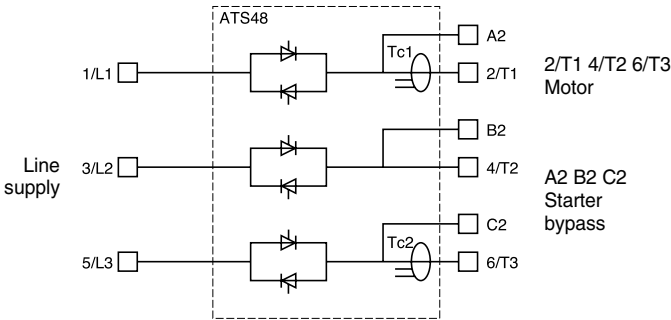 ATS48
A2
Tc1
1/L1
2/T1
2/T1 4/T2 6/T3
Motor
B2
Line
supply
3/L2
4/T2
A2 B2 C2
Starter
bypass
C2
Tc2
5/L3
6/T3